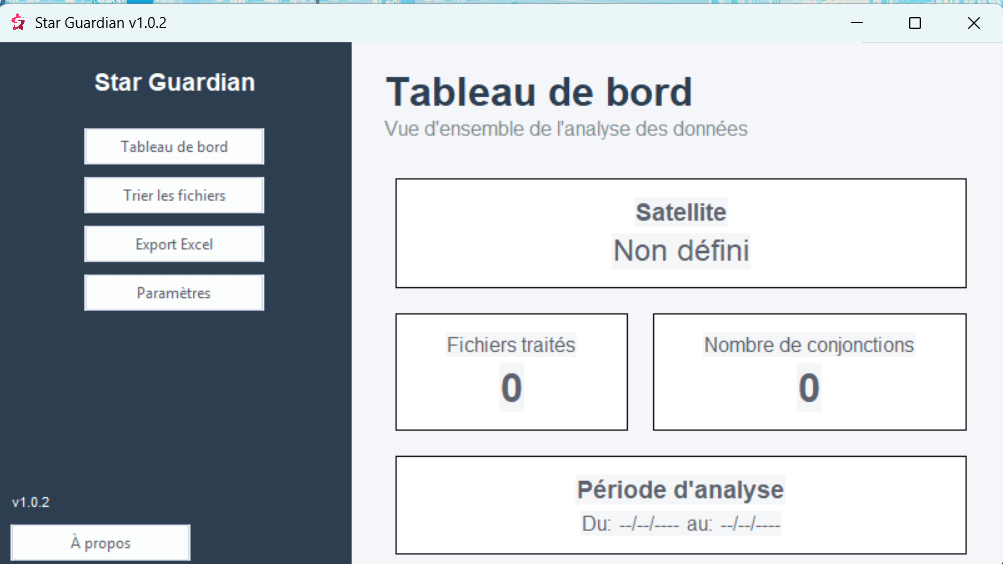 Star Guardian v1.0.2
Star Guardian
Tableau de bord
Trier les fichiers
Export Excel
Paramètres
v1.0.2
À propos
Tableau de bord
Vue d'ensemble de l'analyse des données
Satellite
Non défini
Fichiers traités
0
Nombre de conjonctions
0
Période d'analyse
Du: --/--/---- au: --/--/----